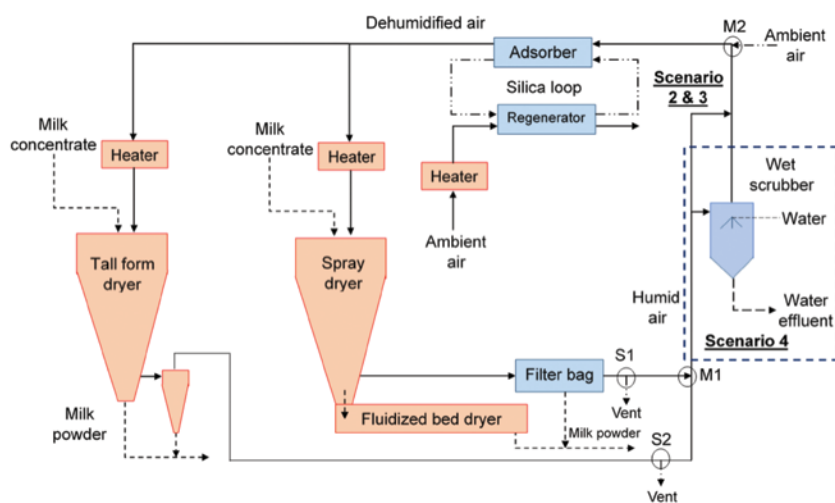 Dehumidified air
M2
Ambient
air
Adsorber
Scenario
2 & 3
Silica loop
Milk
concentrate
Milk
concentrate
Regenerator
Heater
Heater
Heater
Wet
scrubber
Water
Ambient
air
Tall form
dryer
Spray
dryer
Humid
air
Water
effluent
Scenario 4
S1
M1
Filter bag
Vent
Milk
powder
Fluidized bed dryer
Milk powder
S2
Vent